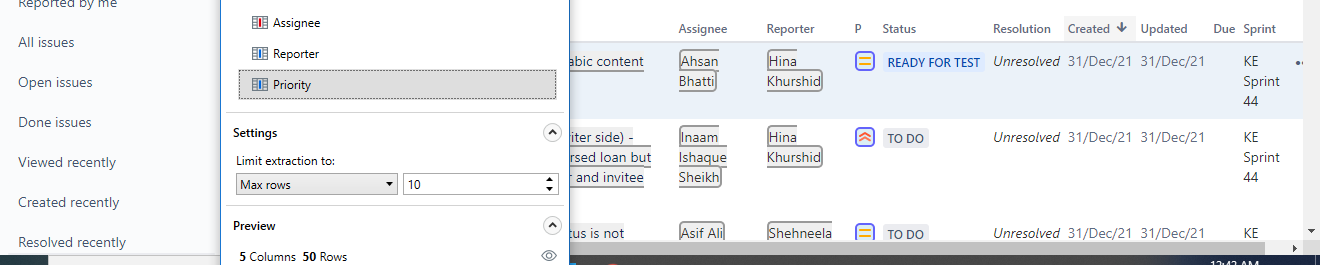 Reported by me
All issues
Open issues
Done issues
Viewed recently
Created recently
Resolved recently
Assignee
Reporter
Priority
Settings
Limit extraction to:
Max rows 10
Preview
5 Columns 50 Rows
Assignee Reporter P Status Resolution Created Updated Due Sprint
content Ahsan Hina READY FOR TEST Unresolved 31/Dec/21 31/Dec/21 KE
Bhatti Khurshid Sprint
44
side) - Inaam Hina TO DO Unresolved 31/Dec/21 31/Dec/21 KE
loan but Ishaque Khurshid Sprint
and invitee Sheikh 44
is not Asif Ali Shehneela TO DO Unresolved 31/Dec/21 31/Dec/21 KE